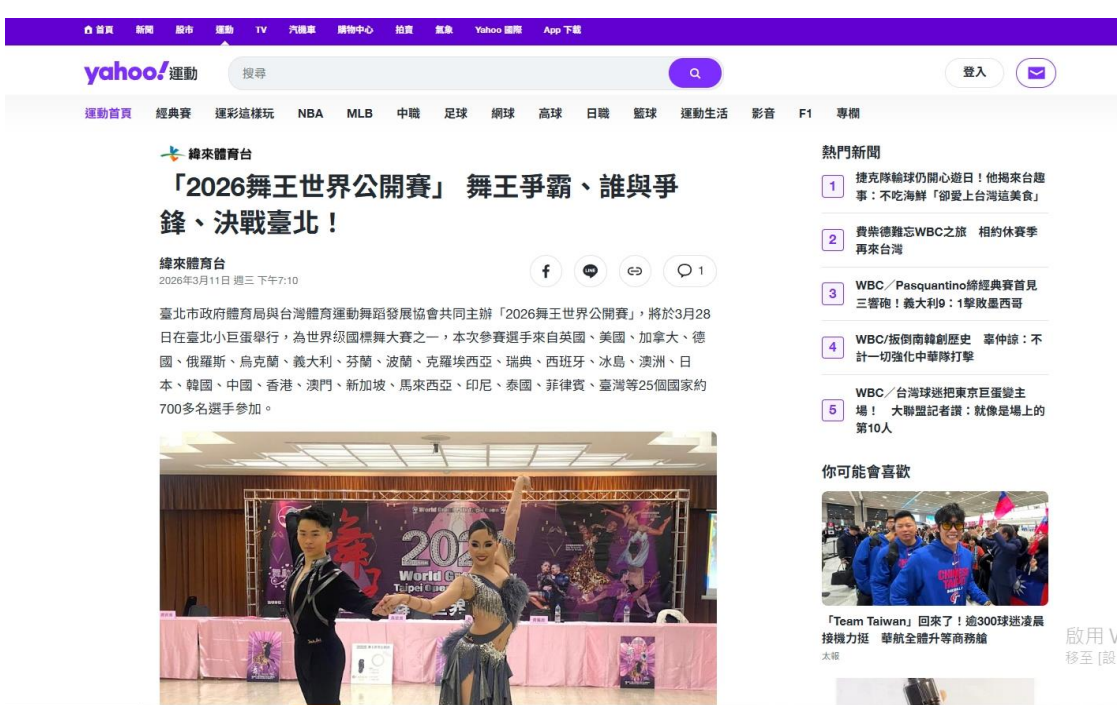 首頁 新聞 股市 運動 TV 汽機車 購物中心 拍賣 氣象 Yahoo 國際 App 下載
yahoo!運動
搜尋
登入
運動首頁 經典賽 運彩這樣玩 NBA MLB 中職 足球 網球 高球 日職 籃球 運動生活 影音 F1 專欄
緯來體育台
「2026舞王世界公開賽」 舞王爭霸、誰與爭
鋒、決戰臺北！
緯來體育台
2026年3月11日 週三 下午7:10
1
臺北市政府體育局與台灣體育運動舞蹈發展協會共同主辦「2026舞王世界公開賽」，將於3月28
日在臺北小巨蛋舉行，為世界级國標舞大賽之一，本次參賽選手來自英國、美國、加拿大、德
國、俄羅斯、烏克蘭、義大利、芬蘭、波蘭、克羅埃西亞、瑞典、西班牙、冰島、澳洲、日
本、韓國、中國、香港、澳門、新加坡、馬來西亞、印尼、泰國、菲律賓、臺灣等25個國家約
700多名選手參加。
舞
202
World
Taipei Open
世界
熱門新聞
1
捷克隊輸球仍開心遊日！他揭來台趣
事：不吃海鮮「卻愛上台灣這美食」
2
費柴德難忘WBC之旅 相約休賽季
再來台灣
3
WBC／Pasquantino締經典賽首見
三響砲！義大利9：1擊敗墨西哥
4
WBC/扳倒南韓創歷史 辜仲諒：不
計一切強化中華隊打擊
5
WBC／台灣球迷把東京巨蛋變主
場！ 大聯盟記者讚：就像是場上的
第10人
你可能會喜歡
「Team Taiwan」回來了！逾300球迷凌晨
接機力挺 華航全體升等商務艙
太報
啟用
移至 [設